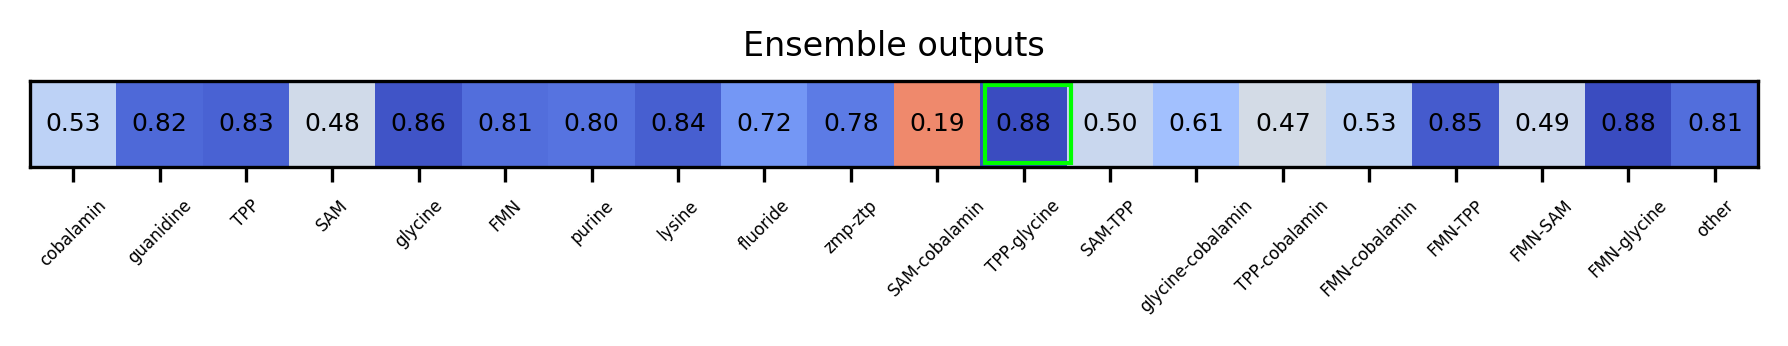 Ensemble outputs
0.53 0.82 0.83 0.48 0.86 0.81 0.80 0.84 0.72 0.78 0.19 0.88 0.50 0.61 0.47 0.53 0.85 0.49 0.88 0.81
cobalamin guanidine TPP SAM glycine FMN purine lysine fluoride zmp-ztp SAM-cobalamin TPP-glycine SAM-TPP glycine-cobalamin TPP-cobalamin FMN-cobalamin FMN-TPP FMN-SAM FMN-glycine other